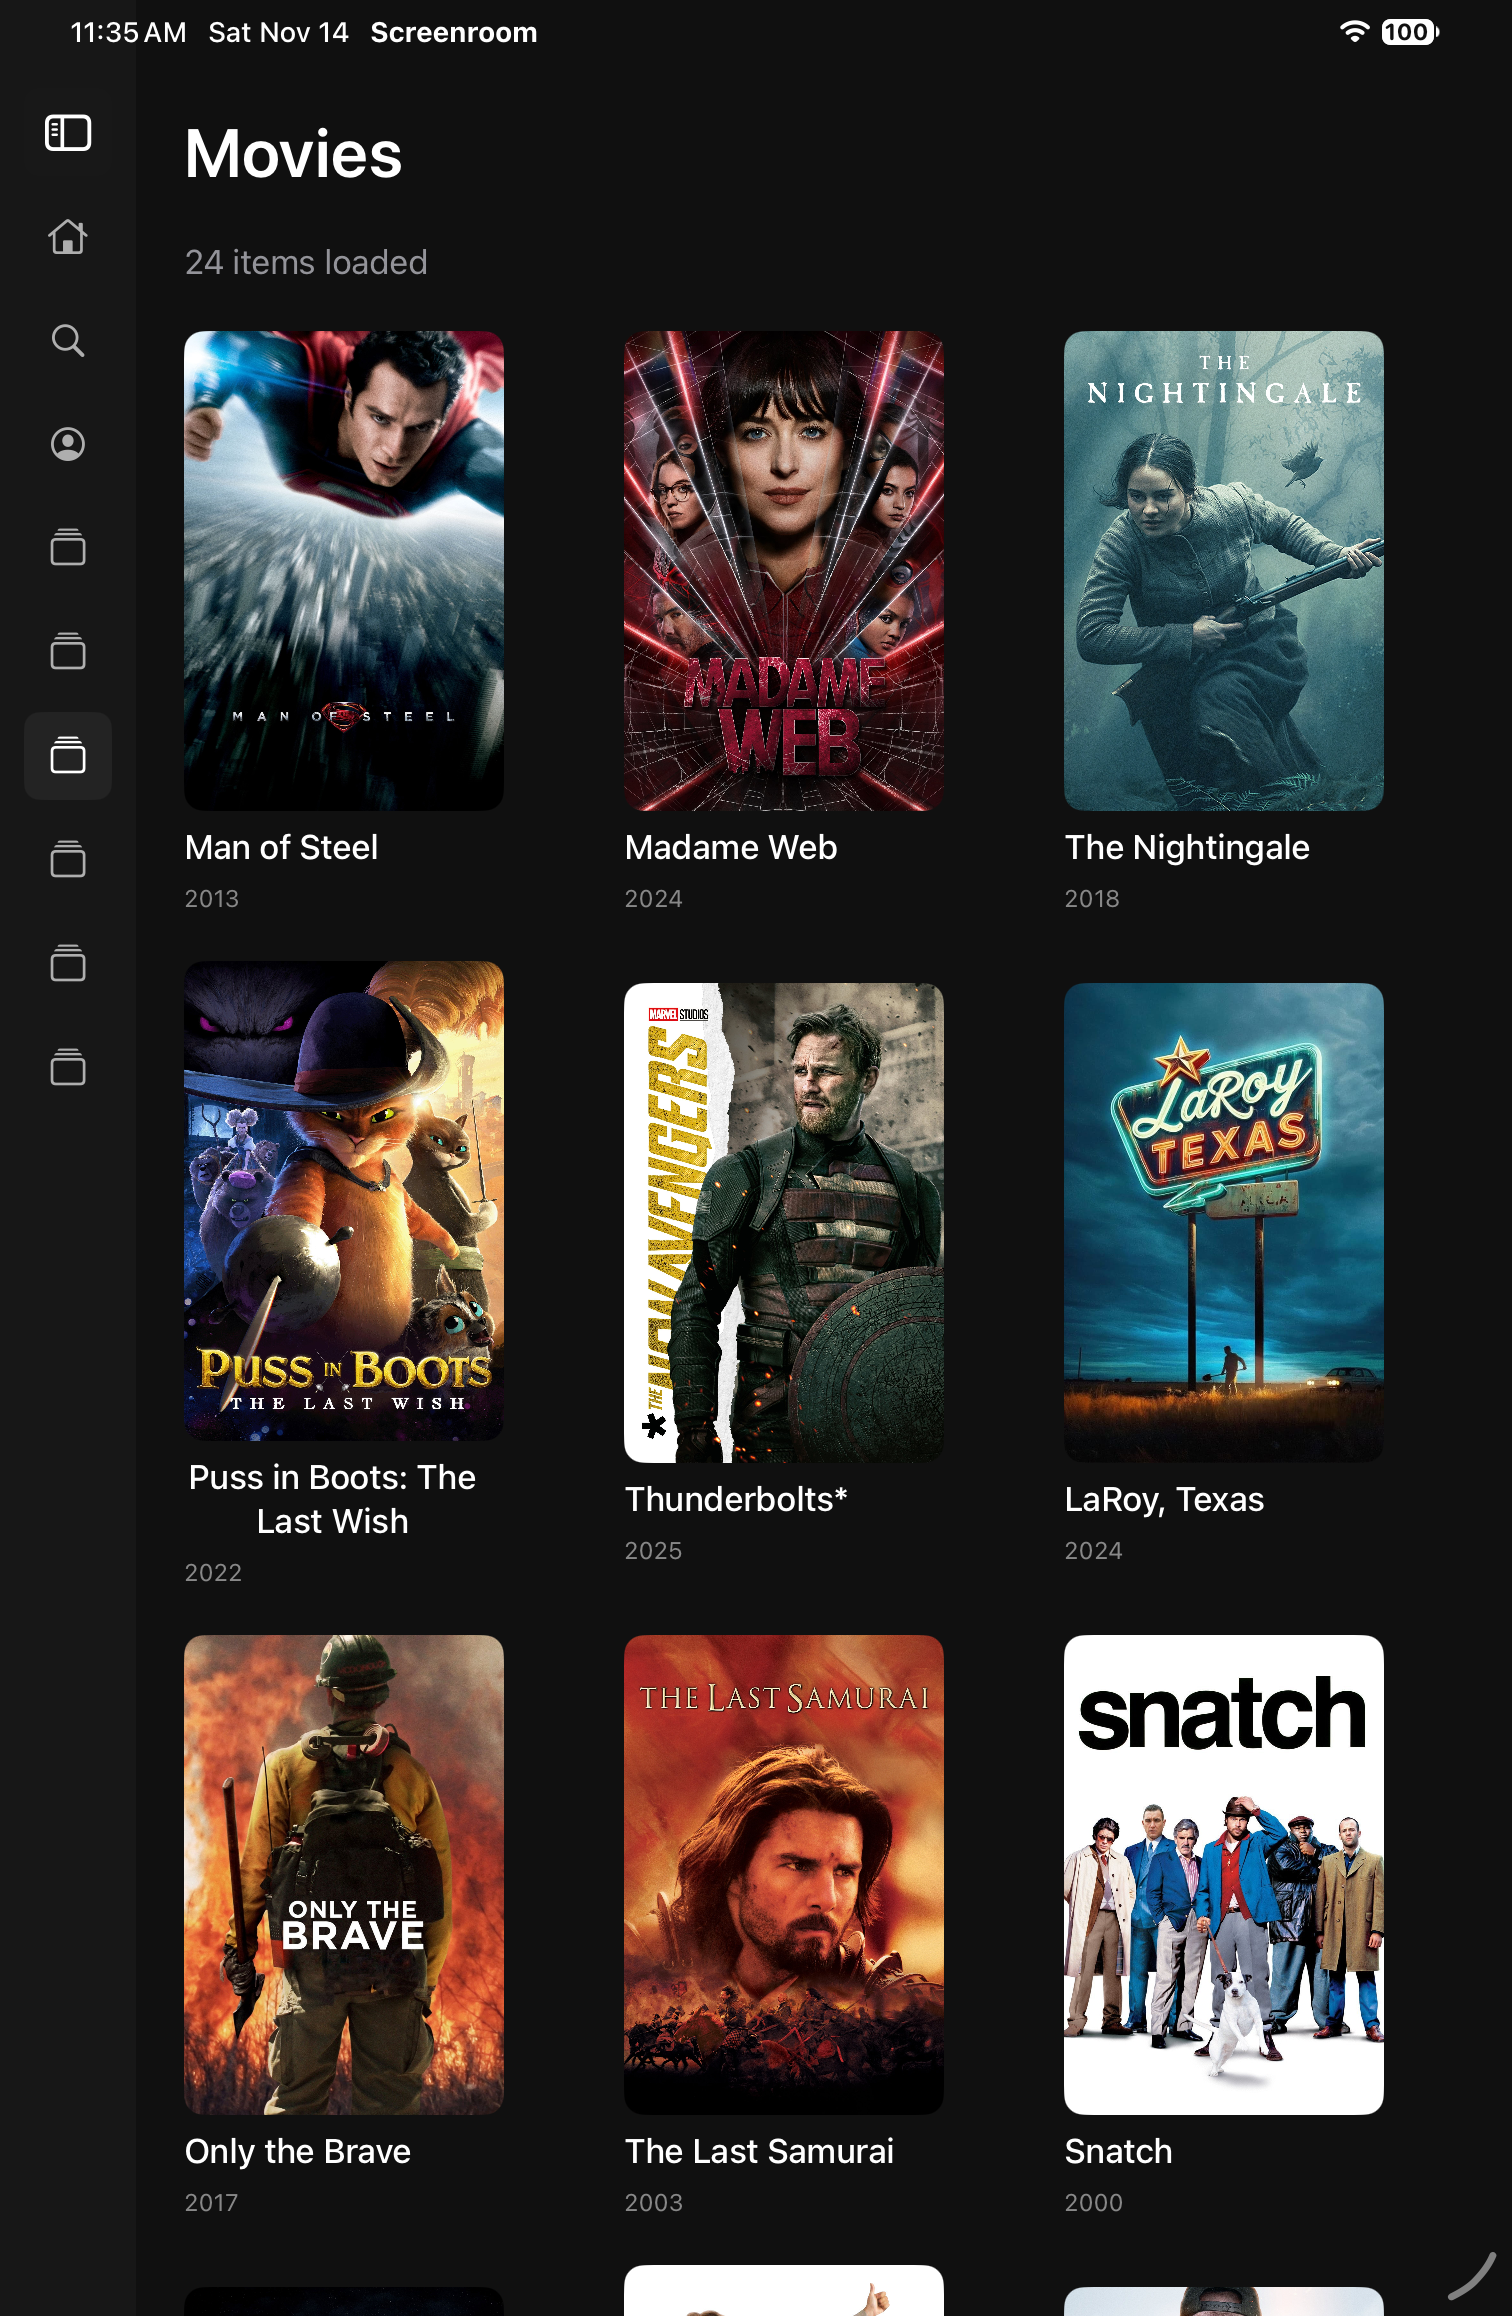 11:35 AM Sat Nov 14 Screenroom
100
Movies
24 items loaded
MAN OF STEEL
MADAME
WEB
THE
NIGHTINGALE
Man of Steel
2013
Madame Web
2024
The Nightingale
2018
PUSS IN BOOTS
THE LAST WISH
MARVEL STUDIOS
THE NEW AVENGERS
*
LaRoy
TEXAS
Puss in Boots: The
Last Wish
2022
Thunderbolts*
2025
LaRoy, Texas
2024
ONLY THE
BRAVE
THE LAST SAMURAI
snatch
Only the Brave
2017
The Last Samurai
2003
Snatch
2000